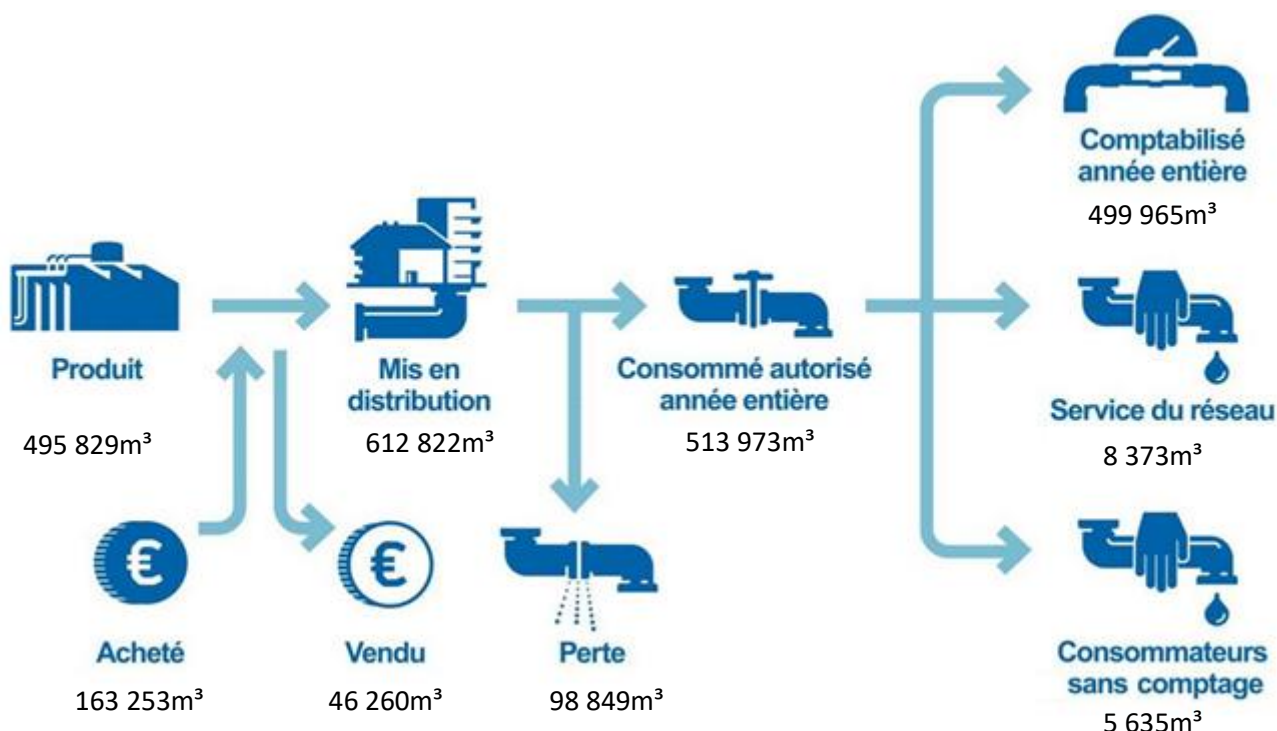 Comptabilisé
année entière
499 965m³
Produit
495 829m³
Mis en
distribution
612 822m³
Consommé autorisé
année entière
513 973m³
Service du réseau
8 373m³
€
Acheté
163 253m³
€
Vendu
46 260m³
Perte
98 849m³
Consommateurs
sans comptage
5 635m³